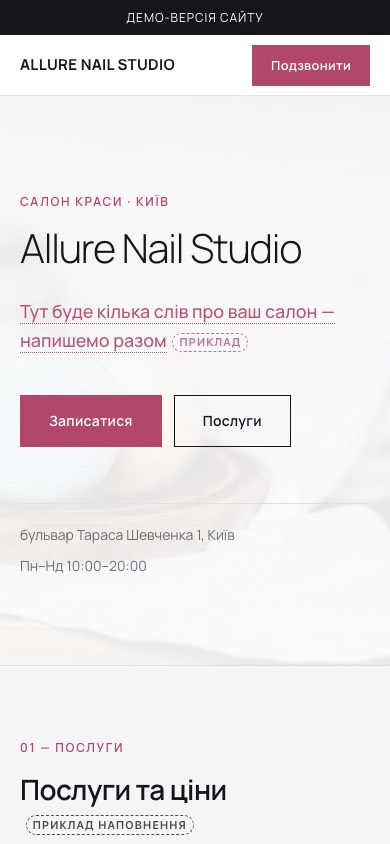 ДЕМО-ВЕРСІЯ САЙТУ
ALLURE NAIL STUDIO
Подзвонити
САЛОН КРАСИ · КИЇВ
Allure Nail Studio
Тут буде кілька слів про ваш салон —
напишемо разом ПРИКЛАД
Записатися
Послуги
бульвар Тараса Шевченка 1, Київ
Пн–Нд 10:00–20:00
01 — ПОСЛУГИ
Послуги та ціни
ПРИКЛАД НАПОВНЕННЯ